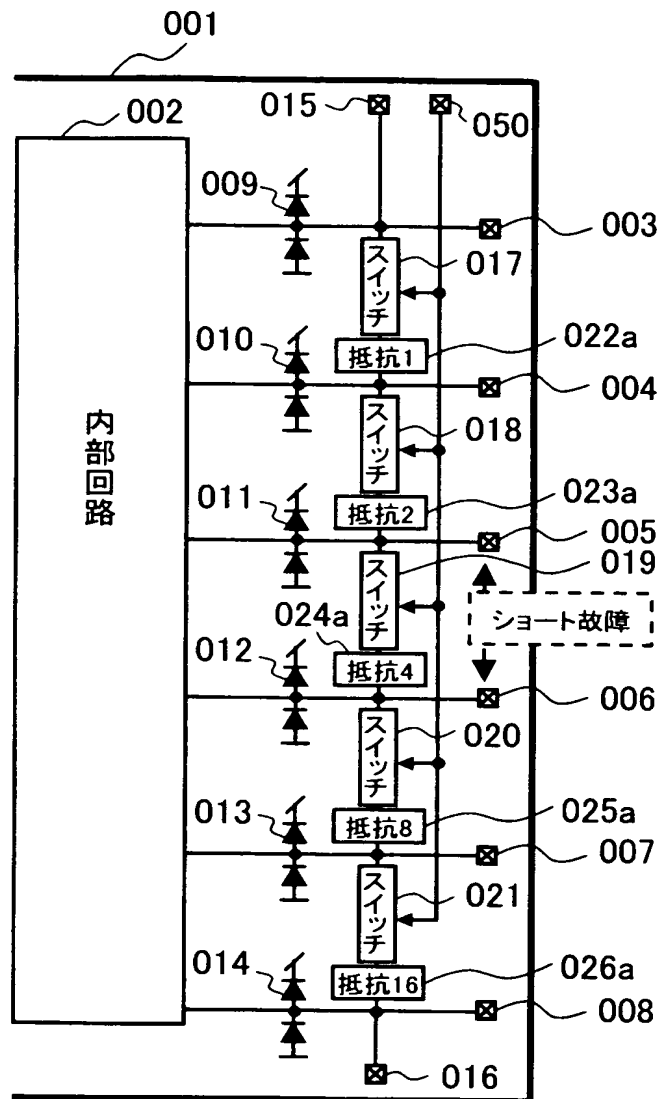 001
002
015
050
009
003
スイッチ
017
010
抵抗1
022a
004
スイッチ
018
内部回路
011
抵抗2
023a
005
スイッチ
019
024a
ショート故障
012
抵抗4
006
スイッチ
020
013
抵抗8
025a
007
スイッチ
021
014
抵抗16
026a
008
016